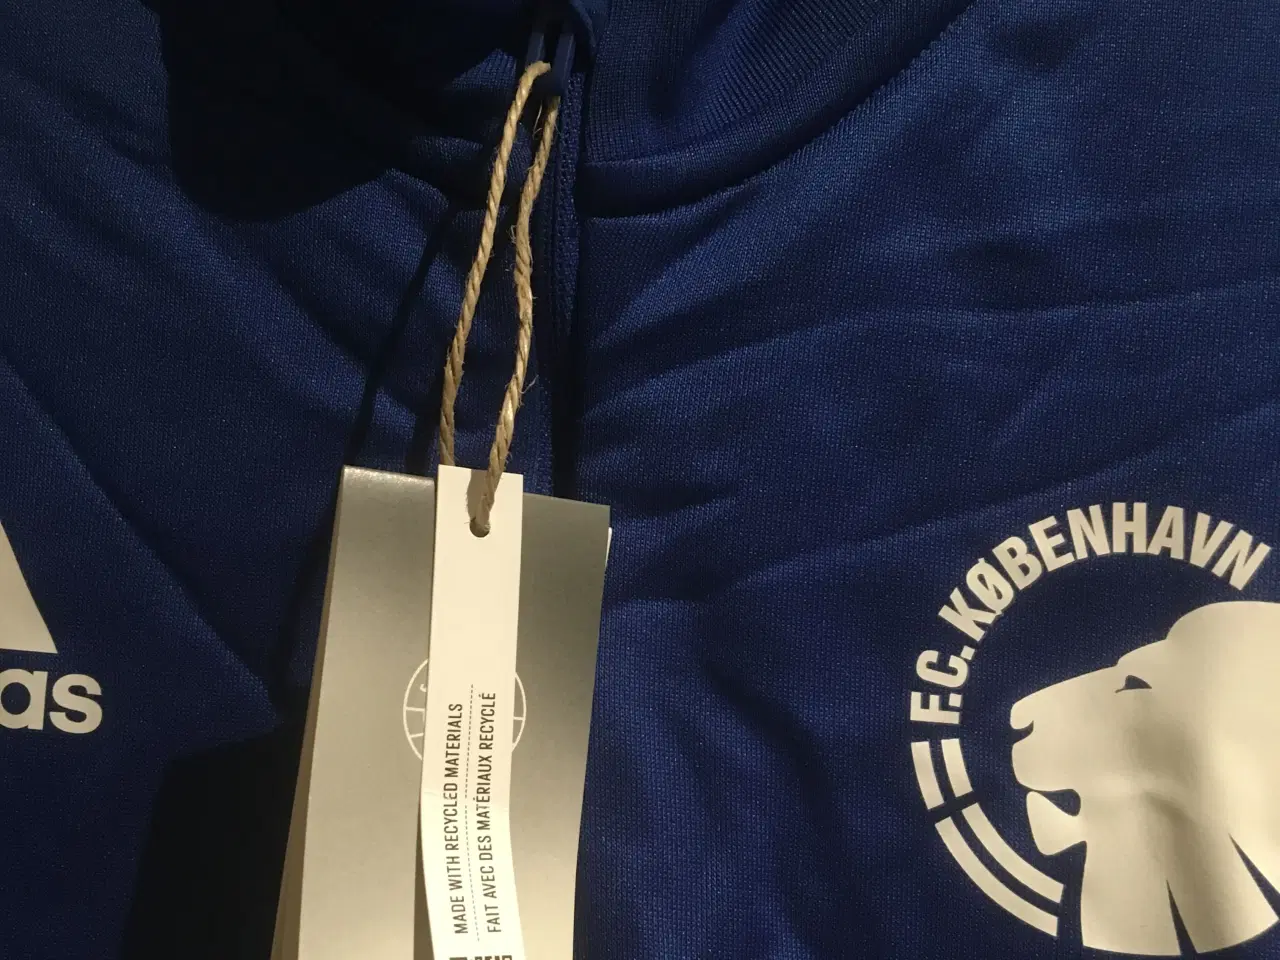 F.C. KØBENHAVN
as
MADE WITH RECYCLED MATERIALS
FAIT AVEC DES MATÉRIAUX RECYCLÉ